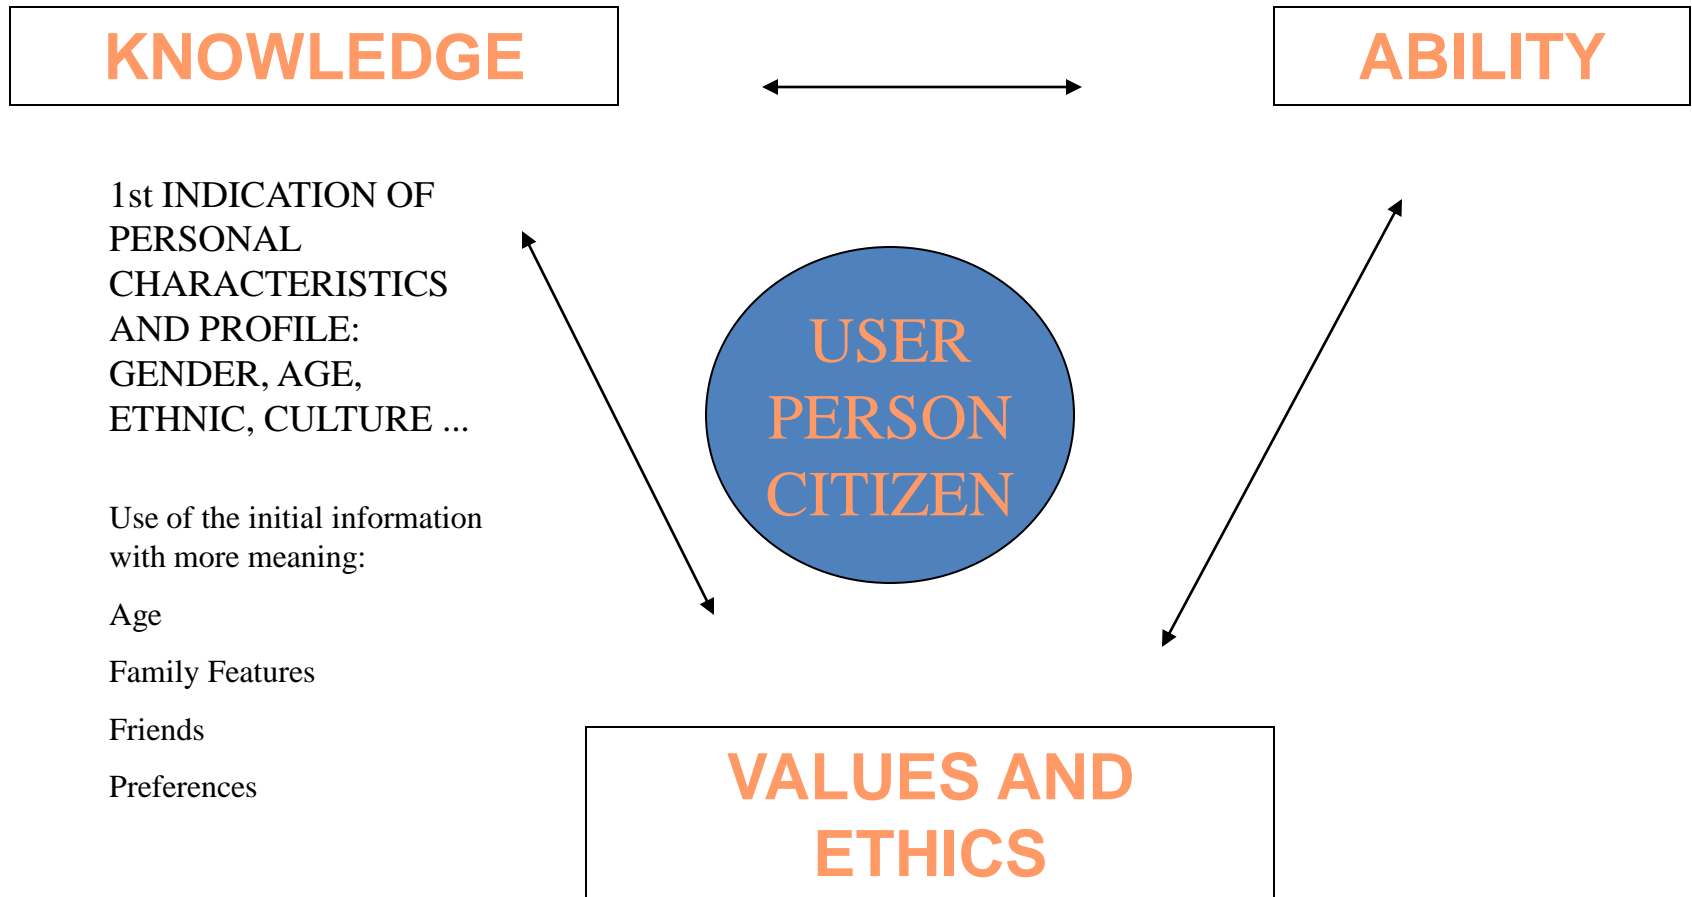 KNOWLEDGE
ABILITY
1st INDICATION OF
PERSONAL
CHARACTERISTICS
AND PROFILE:
GENDER, AGE,
ETHNIC, CULTURE ...
Use of the initial information
with more meaning:
Age
Family Features
Friends
Preferences
USER
PERSON
CITIZEN
VALUES AND
ETHICS